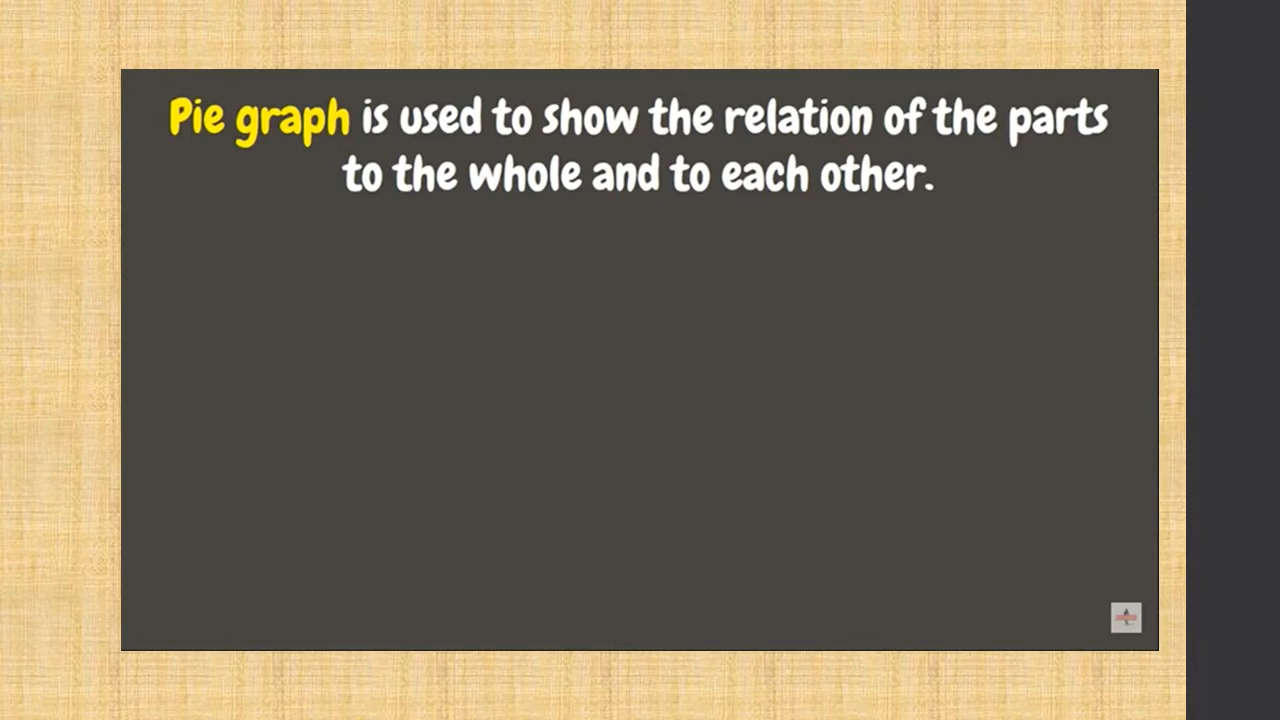 Pie graph is used to show the relation of the parts
to the whole and to each other.